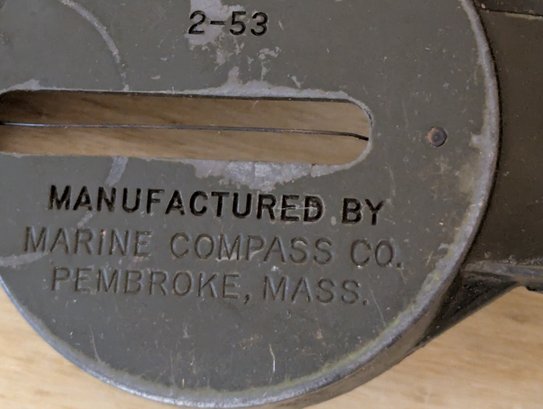 2-53
MANUFACTURED BY
MARINE COMPASS CO.
PEMBROKE, MASS.